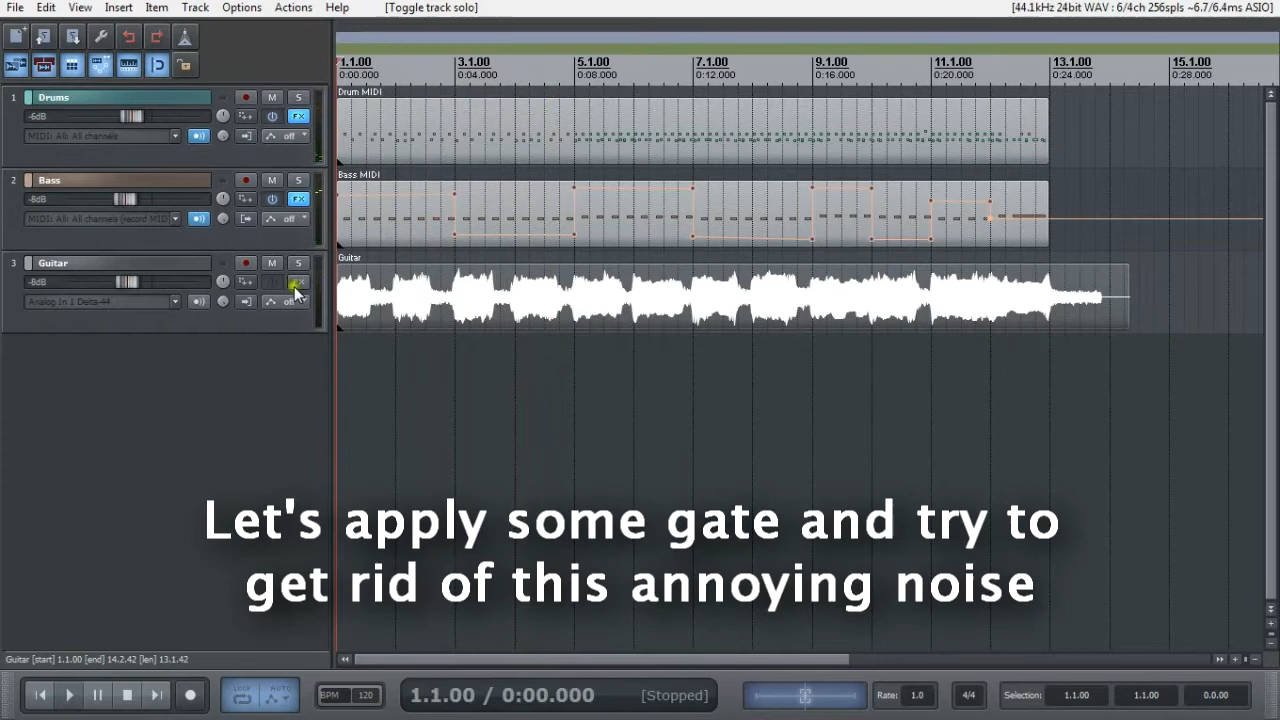 File Edit View Insert Item Track Options Actions Help [Toggle track solo] [44.1kHz 24bit WAV : 6/4ch 256spls ~6.7/6.4ms ASIO]
1.1.00 3.1.00 5.1.00 7.1.00 9.1.00 11.1.00 13.1.00 15.1.00
0:00.000 0:04.000 0:08.000 0:12.000 0:16.000 0:20.000 0:24.000 0:28.000
Drum MIDI
1 Drums M S
-6dB FX
MIDI: All: All channels off
Bass MIDI
2 Bass M S
-8dB FX
MIDI: All: All channels (record MID off
Guitar
3 Guitar M S
-8dB
Analog In 1 Delta-44 off
Let's apply some gate and try to
get rid of this annoying noise
Guitar [start] 1.1.00 [end] 14.2.42 [len] 13.1.42
LOOP AUTO BPM 120 1.1.00 / 0:00.000 [Stopped] Rate: 1.0 4/4 Selection: 1.1.00 1.1.00 0.0.00